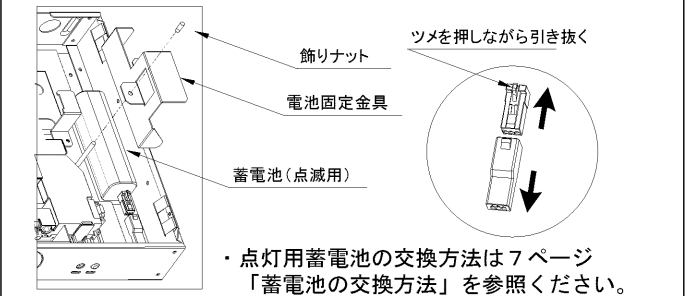 飾りナット
電池固定金具
蓄電池(点滅用)
ツメを押しながら引き抜く
・点灯用蓄電池の交換方法は7ページ
「蓄電池の交換方法」を参照ください。